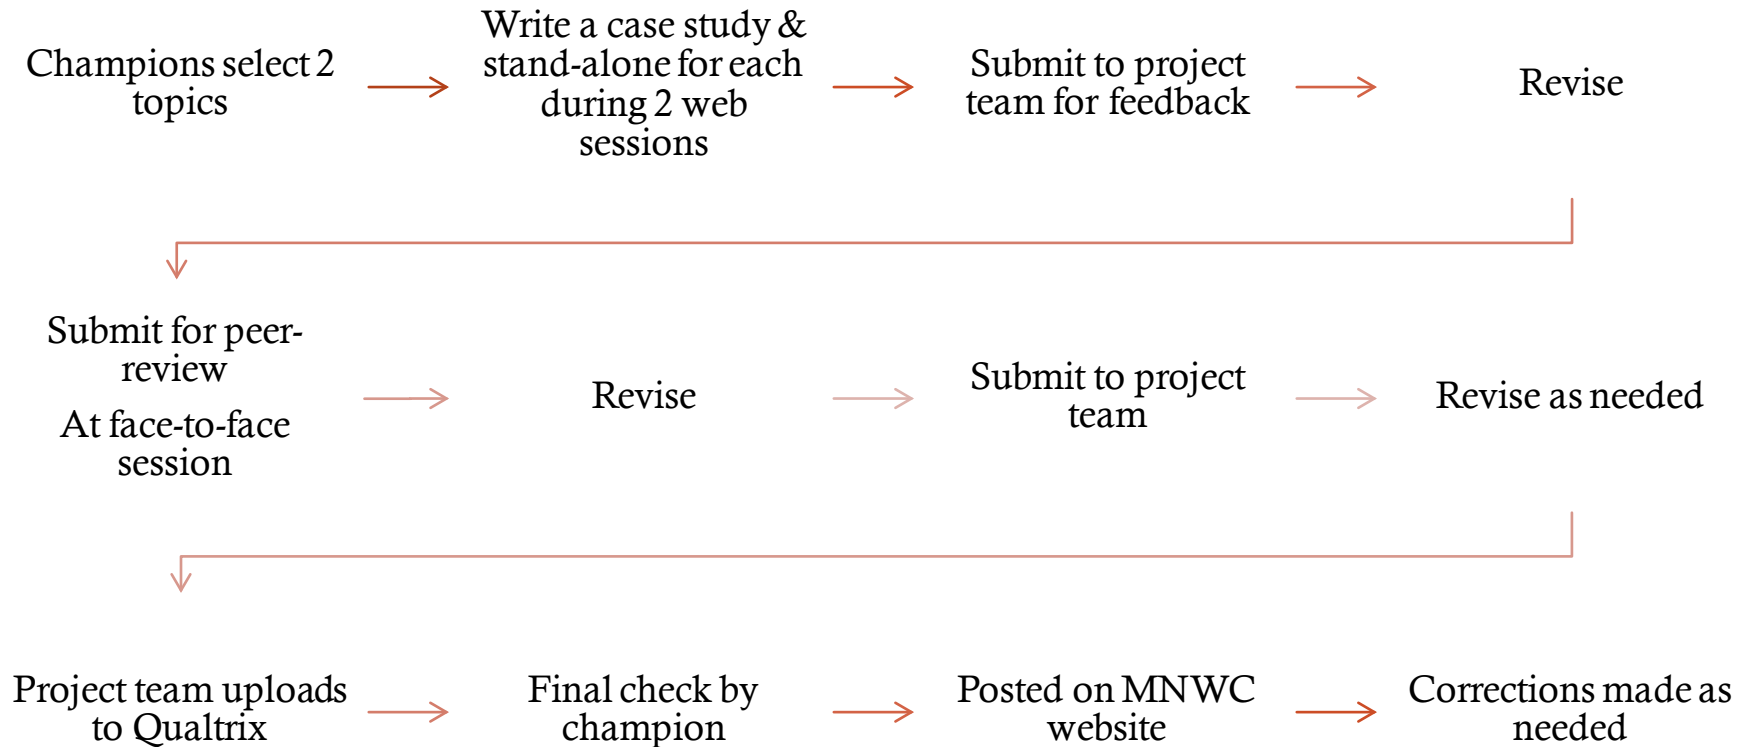 Champions select 2
topics
Write a case study &
stand-alone for each
during 2 web
sessions
Submit to project
team for feedback
Revise
Submit for peer-
review
At face-to-face
session
Revise
Submit to project
team
Revise as needed
Project team uploads
to Qualtrix
Final check by
champion
Posted on MNWC
website
Corrections made as
needed